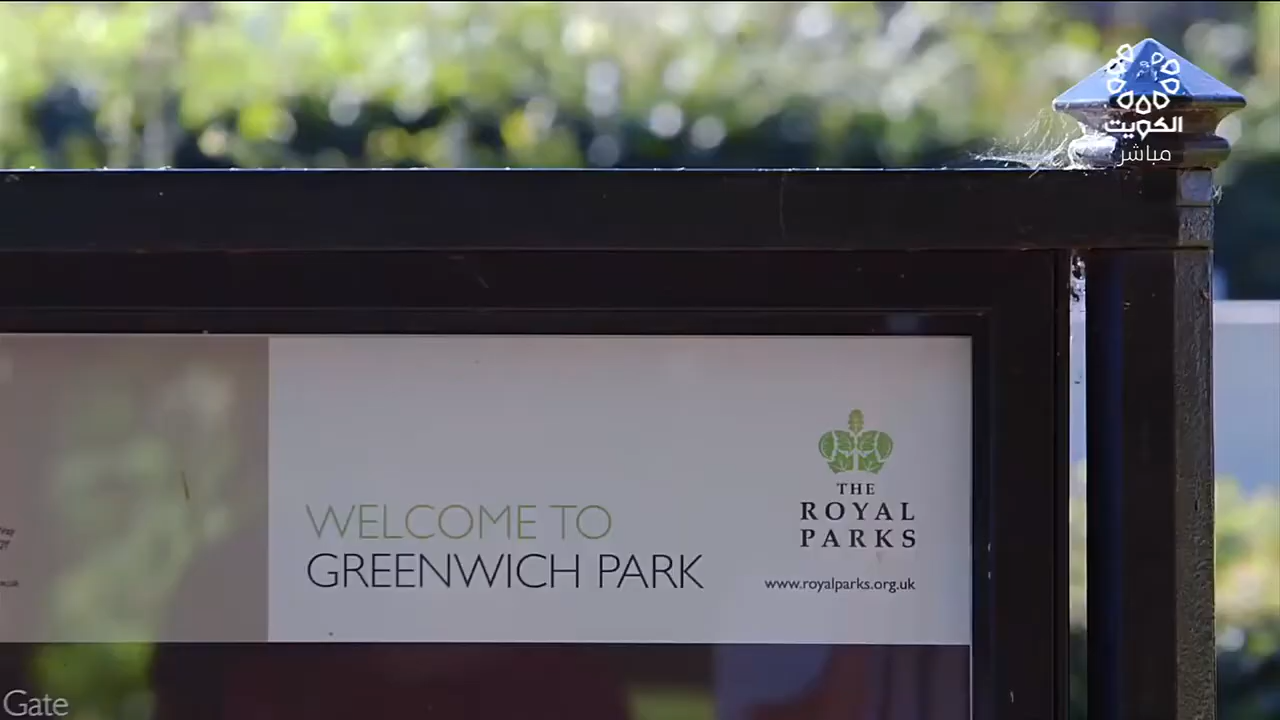 الكويت
مباشر
WELCOME TO
GREENWICH PARK
THE
ROYAL
PARKS
www.royalparks.org.uk
Gate